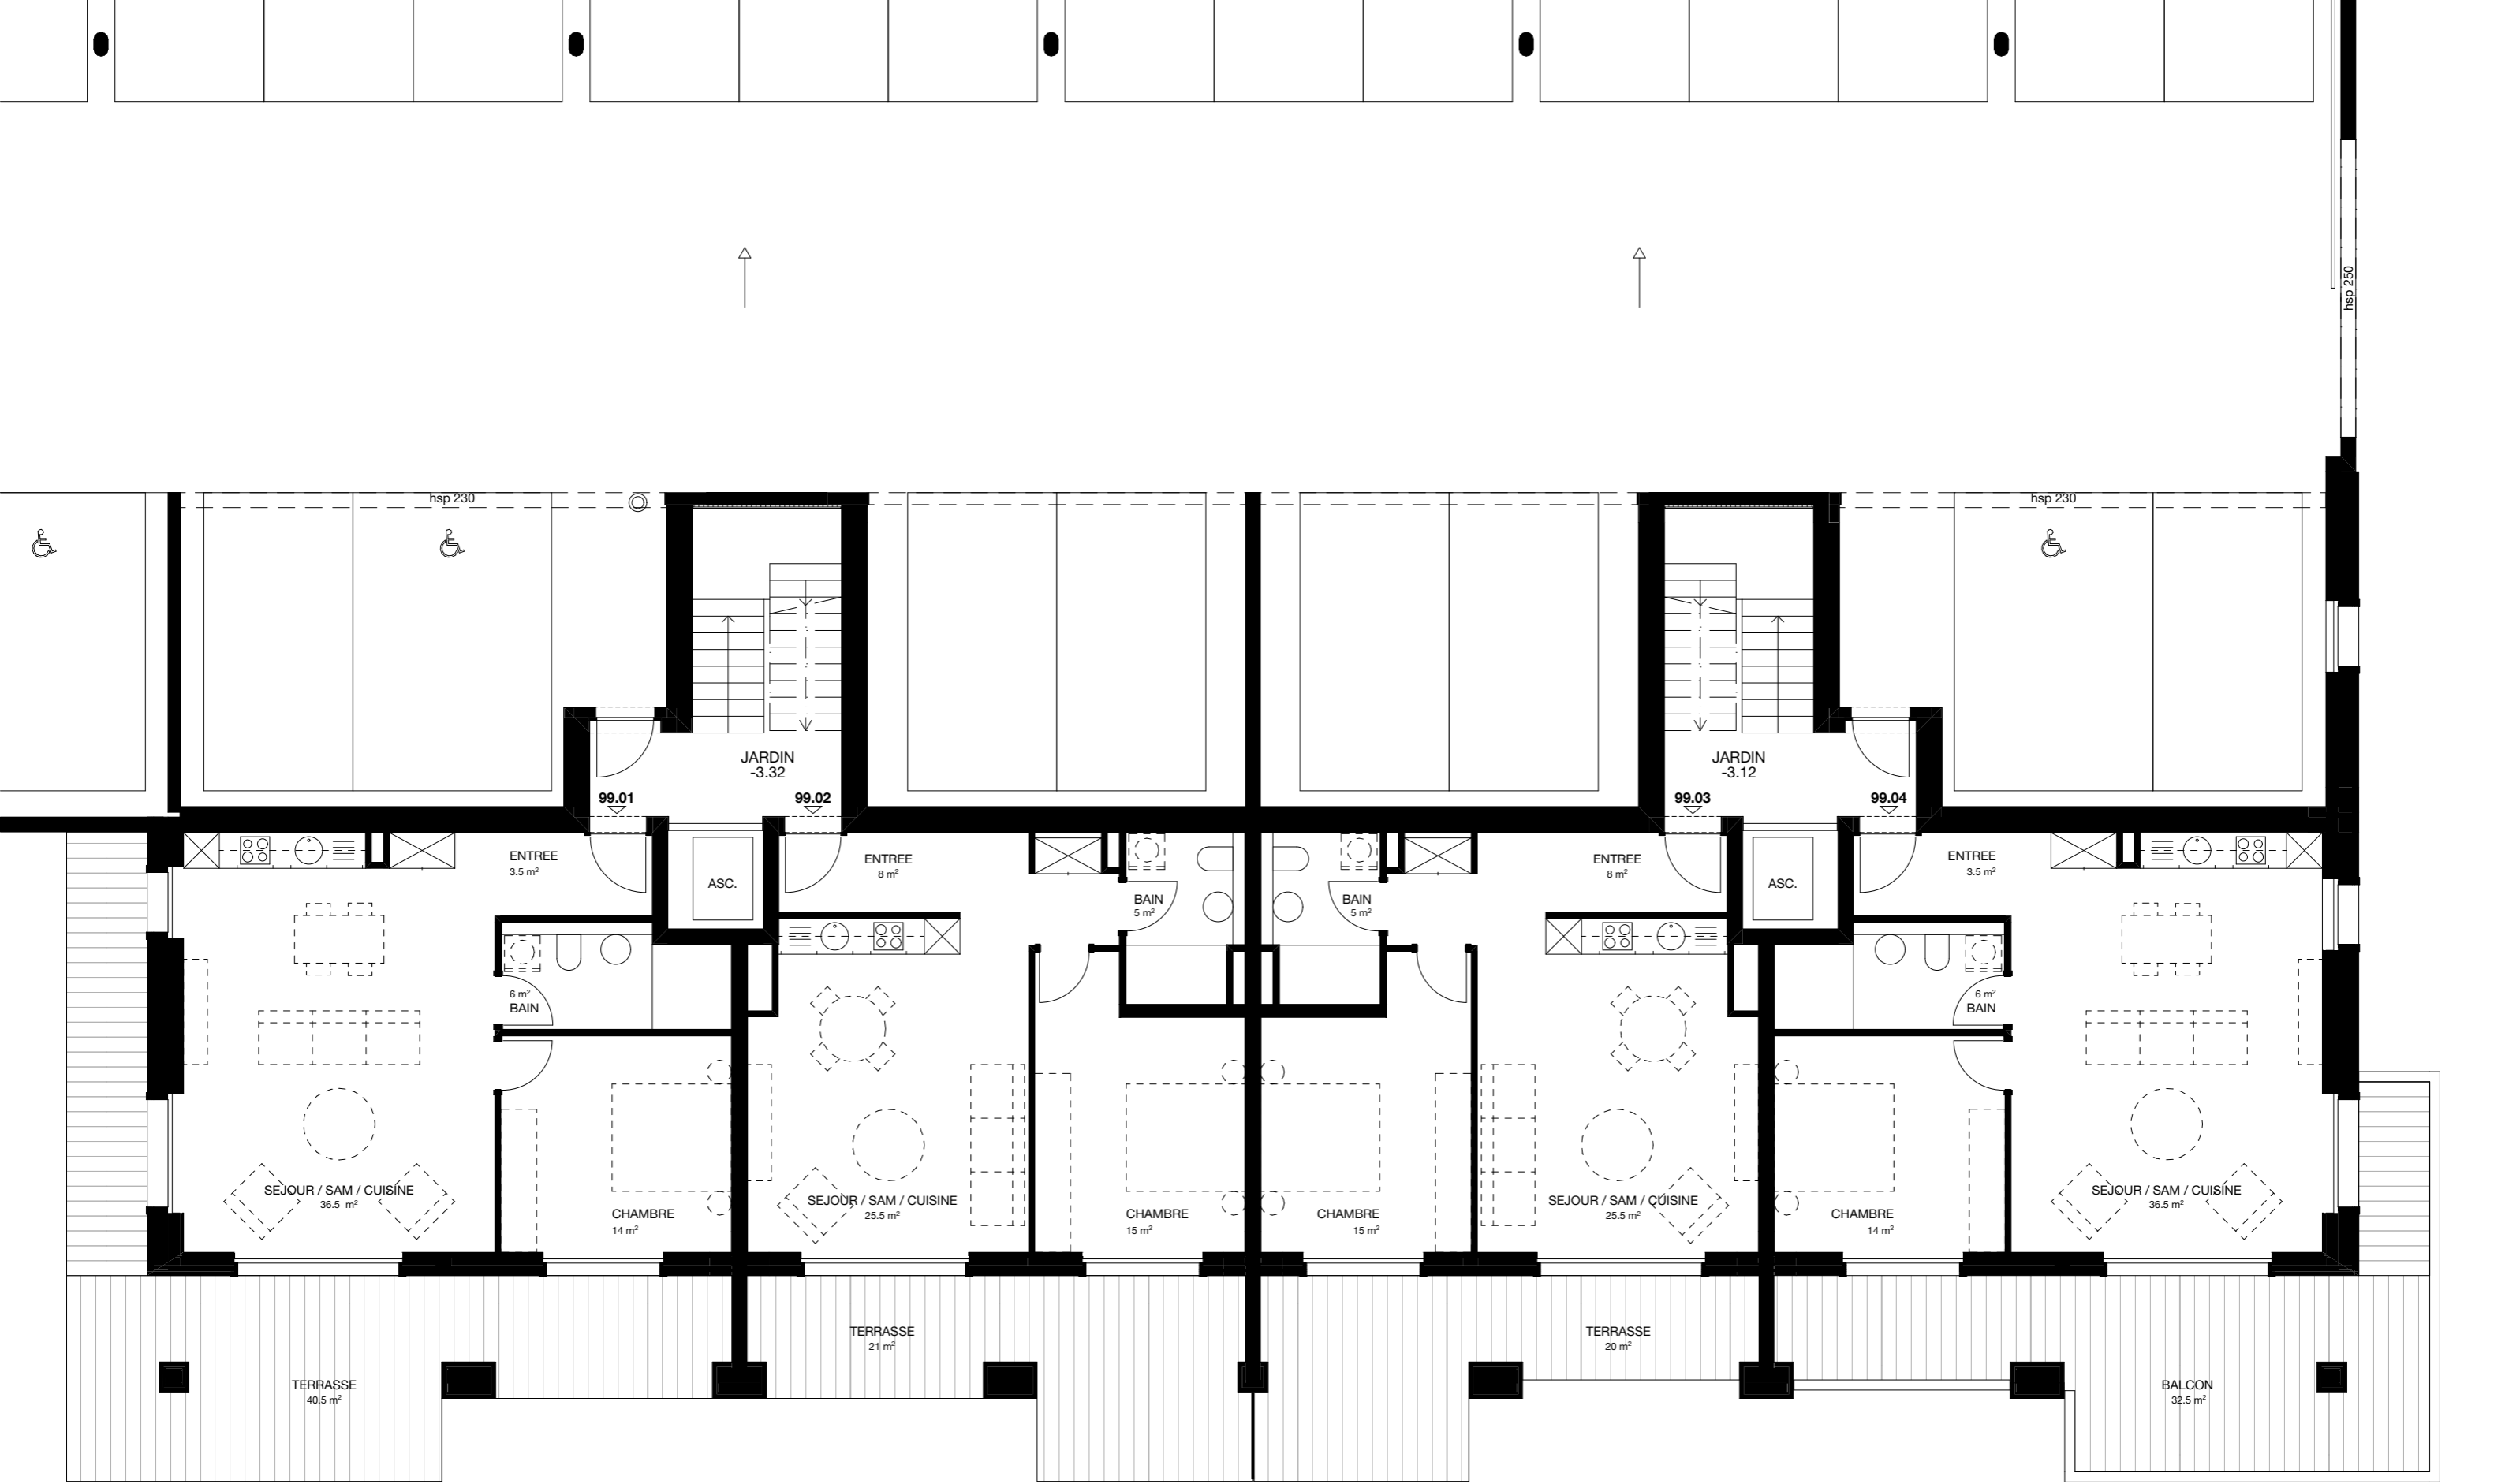 hsp 250
hsp 230
hsp 230
JARDIN
-3.32
JARDIN
-3.12
99.01
99.02
99.03
99.04
ENTREE
3.5 m²
ASC.
ENTREE
8 m²
BAIN
5 m²
BAIN
5 m²
ENTREE
8 m²
ASC.
ENTREE
3.5 m²
6 m²
BAIN
6 m²
BAIN
SEJOUR / SAM / CUISINE
36.5 m²
CHAMBRE
14 m²
SEJOUR / SAM / CUISINE
25.5 m²
CHAMBRE
15 m²
CHAMBRE
15 m²
SEJOUR / SAM / CUISINE
25.5 m²
CHAMBRE
14 m²
SEJOUR / SAM / CUISINE
36.5 m²
TERRASSE
21 m²
TERRASSE
20 m²
TERRASSE
40.5 m²
BALCON
32.5 m²